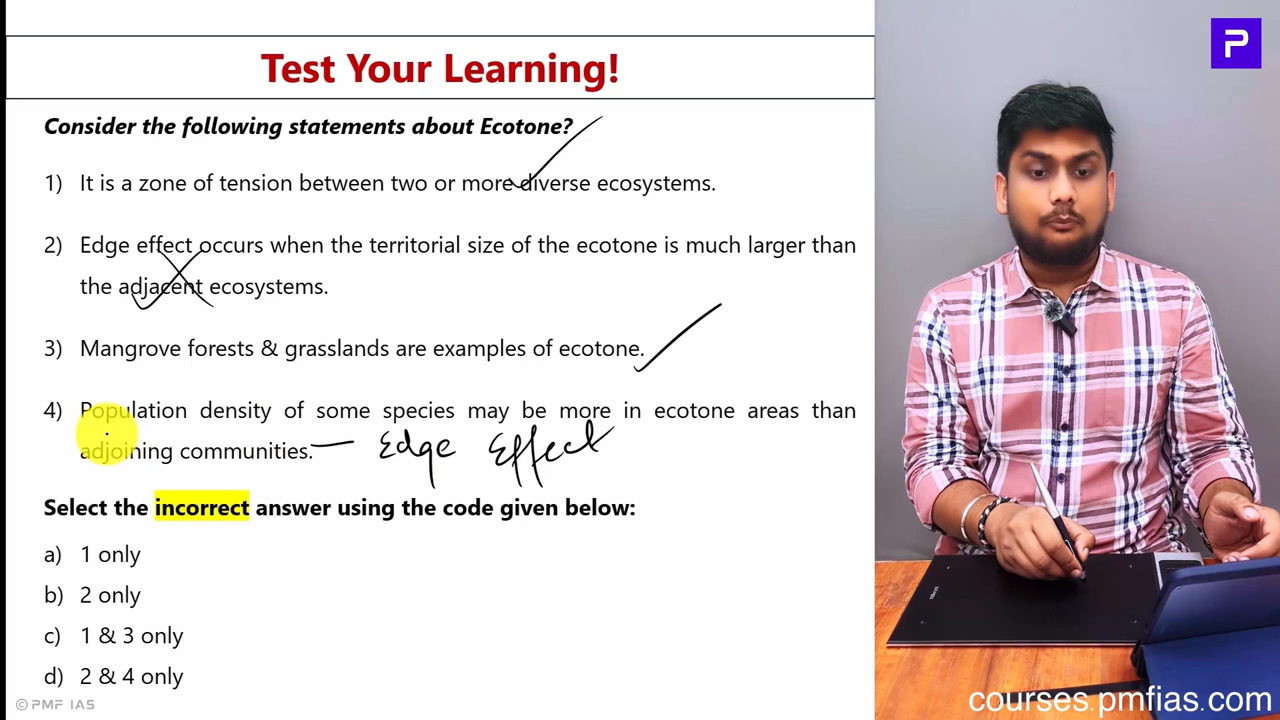 Test Your Learning!
Consider the following statements about Ecotone?
1) It is a zone of tension between two or more diverse ecosystems.
2) Edge effect occurs when the territorial size of the ecotone is much larger than
the adjacent ecosystems.
3) Mangrove forests & grasslands are examples of ecotone.
4) Population density of some species may be more in ecotone areas than
adjoining communities. — Edge Effect
Select the incorrect answer using the code given below:
a) 1 only
b) 2 only
c) 1 & 3 only
d) 2 & 4 only
© PMF IAS
P
courses.pmfias.com